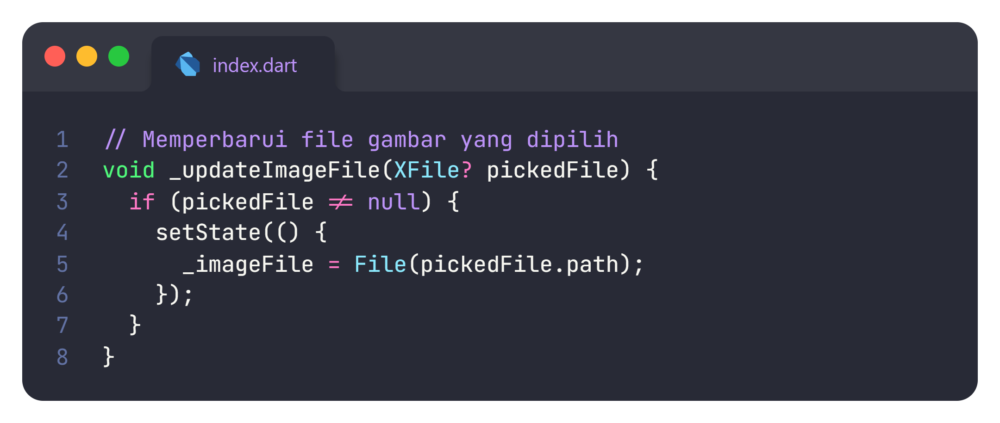 index.dart
1 // Memperbarui file gambar yang dipilih
2 void _updateImageFile(XFile? pickedFile) {
3   if (pickedFile != null) {
4     setState(() {
5       _imageFile = File(pickedFile.path);
6     });
7   }
8 }